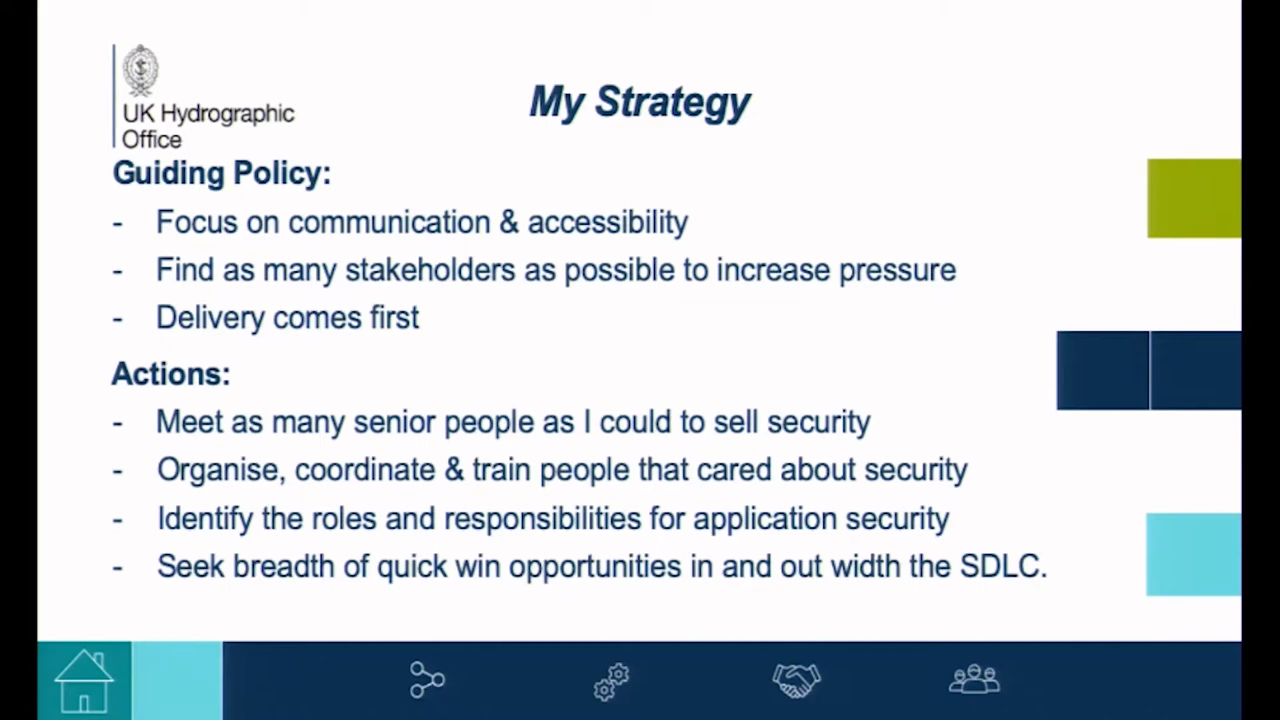 UK Hydrographic
Office
My Strategy
Guiding Policy:
- Focus on communication & accessibility
- Find as many stakeholders as possible to increase pressure
- Delivery comes first
Actions:
- Meet as many senior people as I could to sell security
- Organise, coordinate & train people that cared about security
- Identify the roles and responsibilities for application security
- Seek breadth of quick win opportunities in and out width the SDLC.